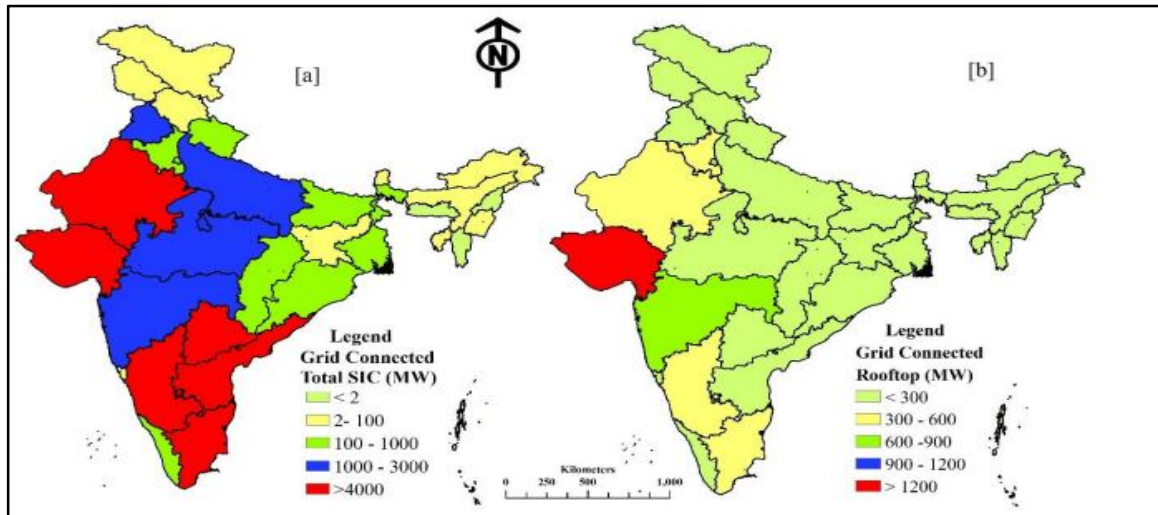 [a]
N
[b]
Legend
Grid Connected
Total SIC (MW)
< 2
2- 100
100 - 1000
1000 - 3000
>4000
Kilometers
0 250 500 1,000
Legend
Grid Connected
Rooftop (MW)
< 300
300 - 600
600 -900
900 - 1200
> 1200